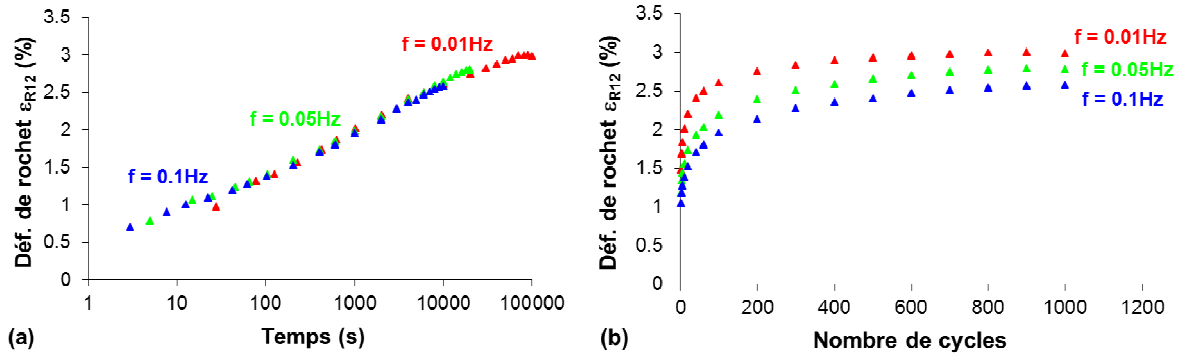 Déf. de rochet εR12 (%)
3.5
3
2.5
2
1.5
1
0.5
0
f = 0.01Hz
f = 0.05Hz
f = 0.1Hz
1 10 100 1000 10000 100000
(a) Temps (s)
Déf. de rochet εR12 (%)
3.5
3
2.5
2
1.5
1
0.5
0
f = 0.01Hz
f = 0.05Hz
f = 0.1Hz
0 200 400 600 800 1000 1200
(b) Nombre de cycles